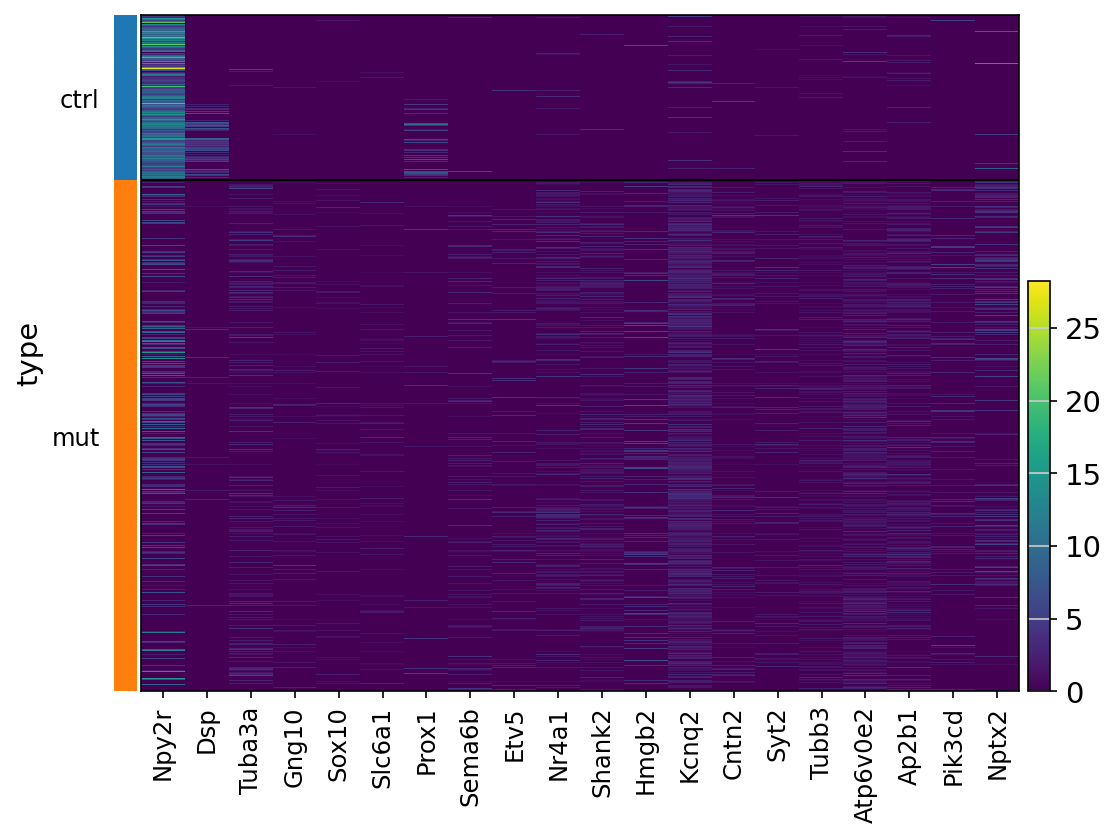 ctrl
mut
type
25
20
15
10
5
0
Npy2r
Dsp
Tuba3a
Gng10
Sox10
Slc6a1
Prox1
Sema6b
Etv5
Nr4a1
Shank2
Hmgb2
Kcnq2
Cntn2
Syt2
Tubb3
Atp6v0e2
Ap2b1
Pik3cd
Nptx2